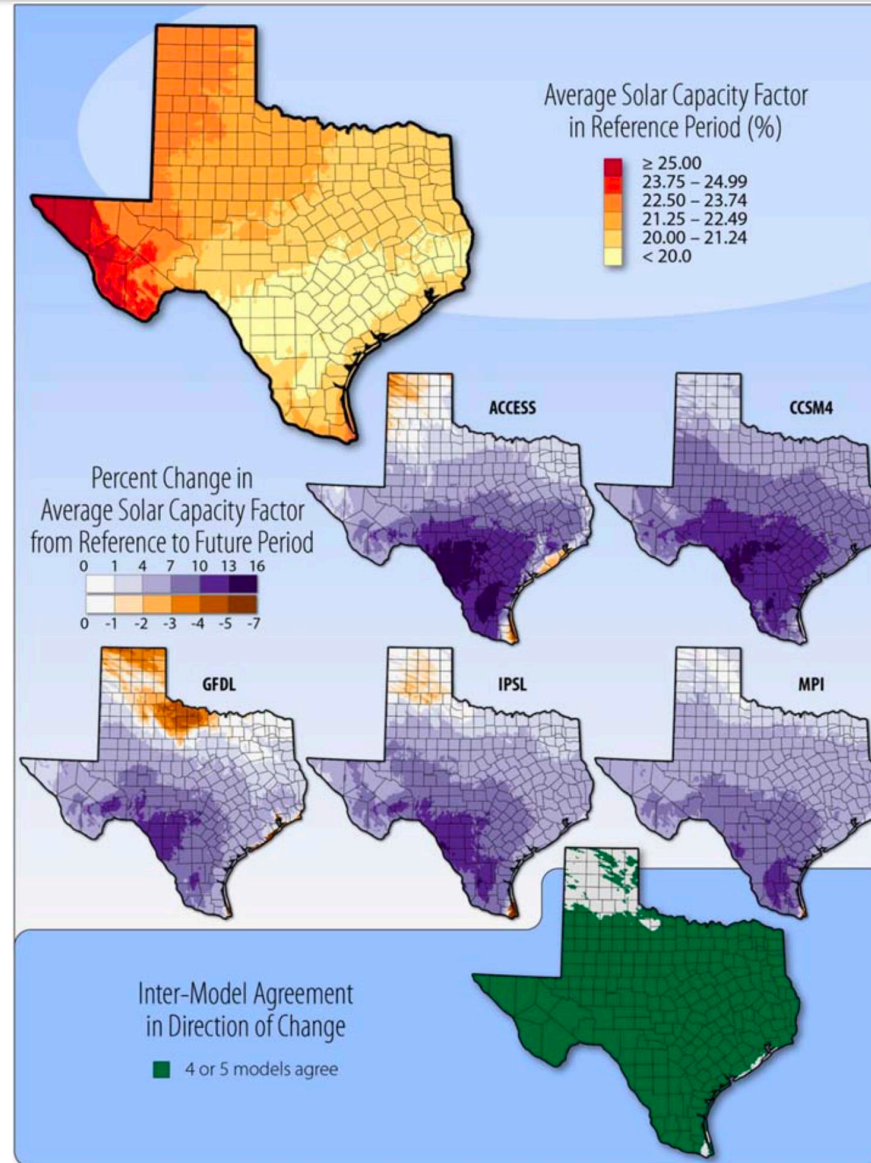 Average Solar Capacity Factor
in Reference Period (%)
≥ 25.00
23.75 – 24.99
22.50 – 23.74
21.25 – 22.49
20.00 – 21.24
< 20.0
ACCESS
CCSM4
Percent Change in
Average Solar Capacity Factor
from Reference to Future Period
0 1 4 7 10 13 16
0 -1 -2 -3 -4 -5 -7
GFDL
IPSL
MPI
Inter-Model Agreement
in Direction of Change
4 or 5 models agree